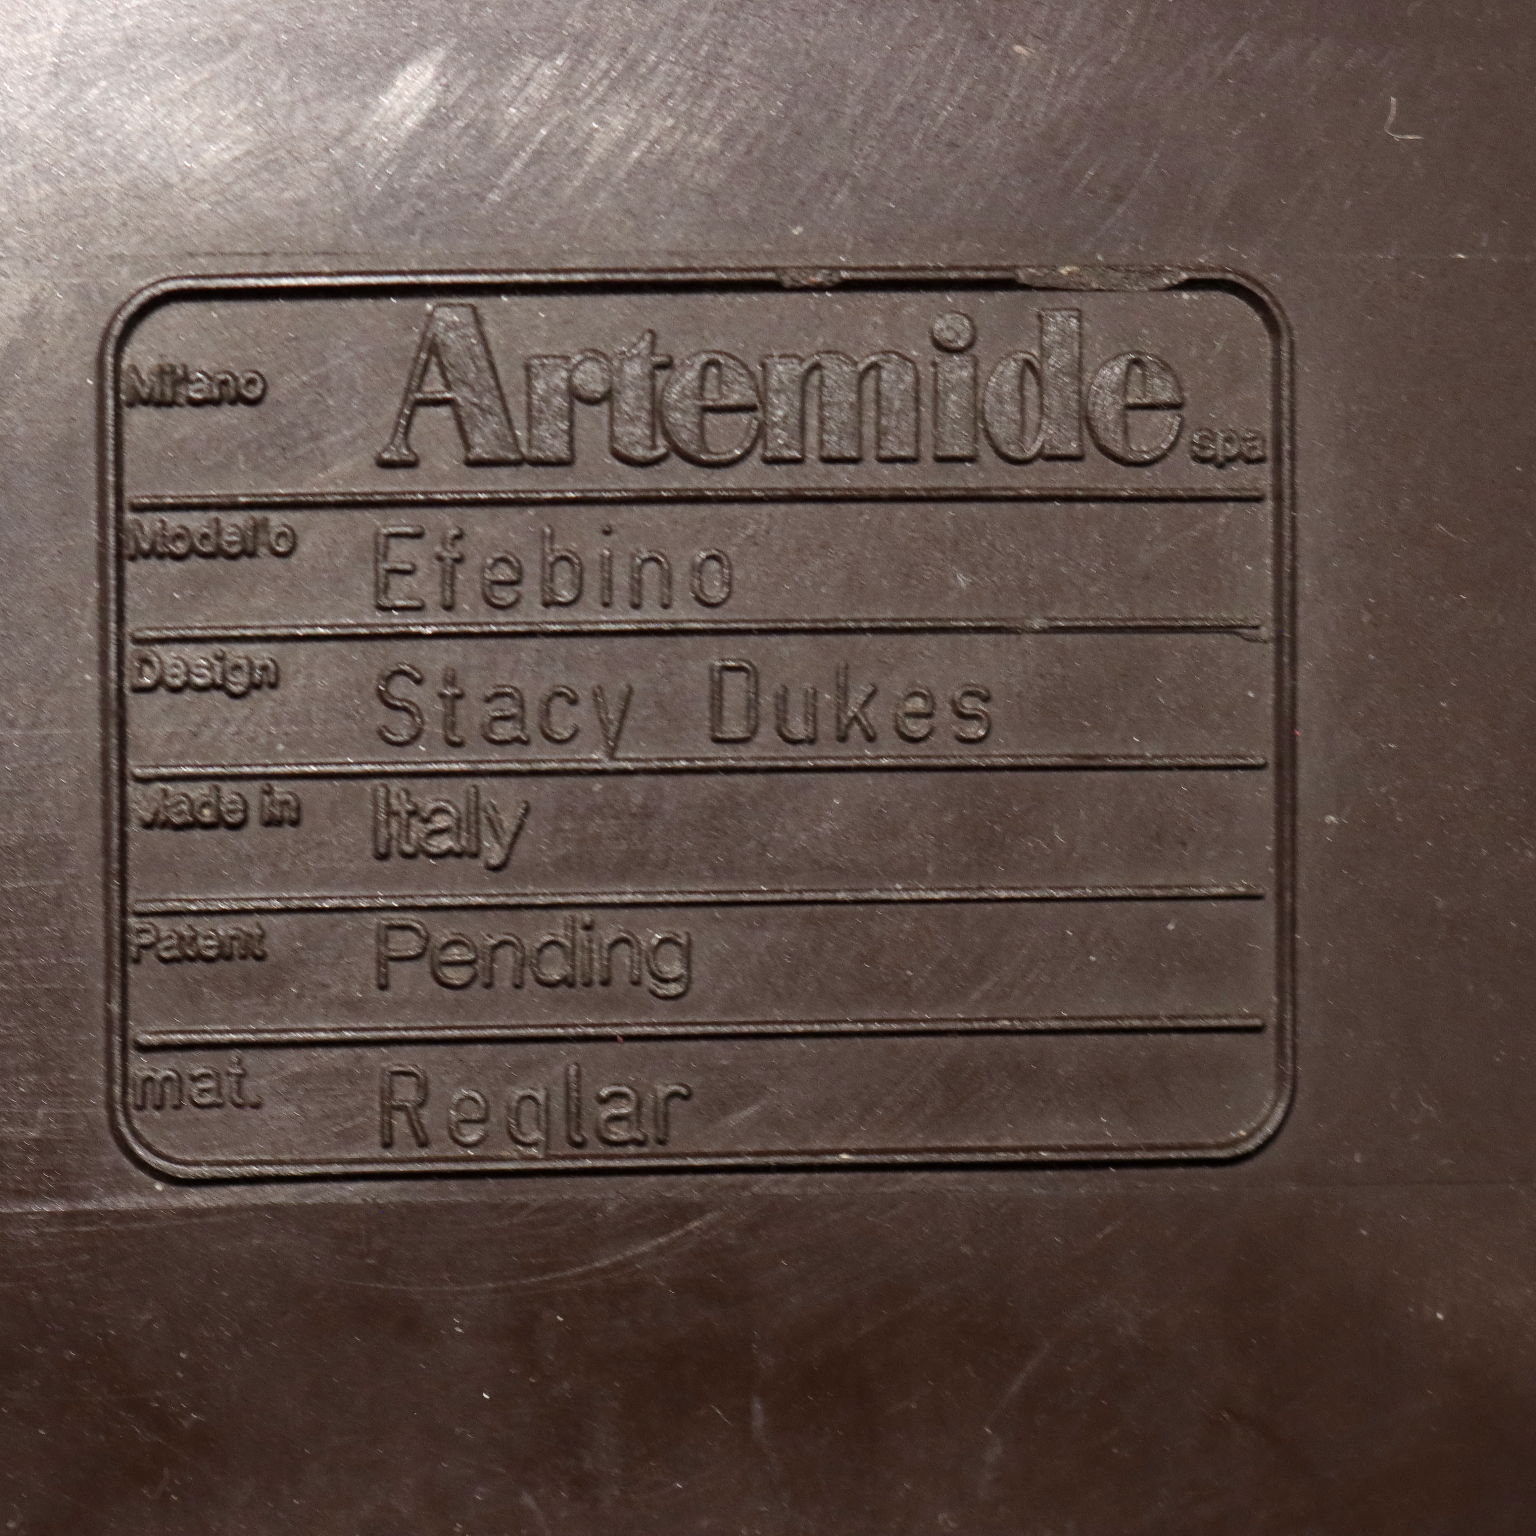 Milano Artemide spa
Modello Efebino
Design Stacy Dukes
Made in Italy
Patent Pending
mat. Reglar